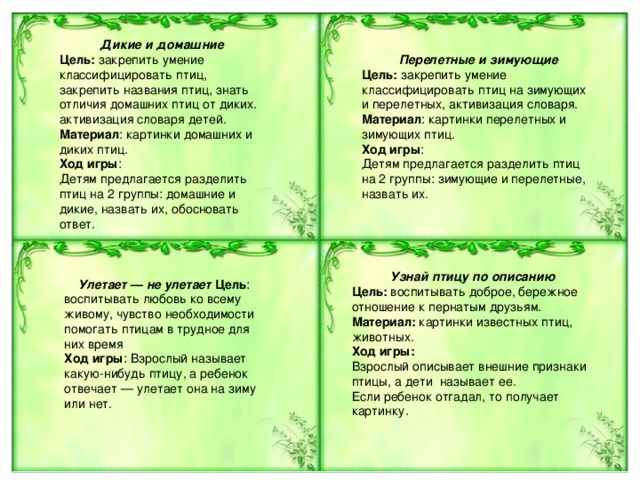 Дикие и домашние
Цель: закрепить умение
классифицировать птиц,
закрепить названия птиц, знать
отличия домашних птиц от диких.
активизация словаря детей.
Материал: картинки домашних и
диких птиц.
Ход игры:
Детям предлагается разделить
птиц на 2 группы: домашние и
дикие, назвать их, обосновать
ответ.
Перелетные и зимующие
Цель: закрепить умение
классифицировать птиц на зимующих
и перелетных, активизация словаря.
Материал: картинки перелетных и
зимующих птиц.
Ход игры:
Детям предлагается разделить птиц
на 2 группы: зимующие и перелетные,
назвать их.
Улетает — не улетает Цель:
воспитывать любовь ко всему
живому, чувство необходимости
помогать птицам в трудное для
них время
Ход игры: Взрослый называет
какую-нибудь птицу, а ребенок
отвечает — улетает она на зиму
или нет.
Узнай птицу по описанию
Цель: воспитывать доброе, бережное
отношение к пернатым друзьям.
Материал: картинки известных птиц,
животных.
Ход игры:
Взрослый описывает внешние признаки
птицы, а дети называет ее.
Если ребенок отгадал, то получает
картинку.